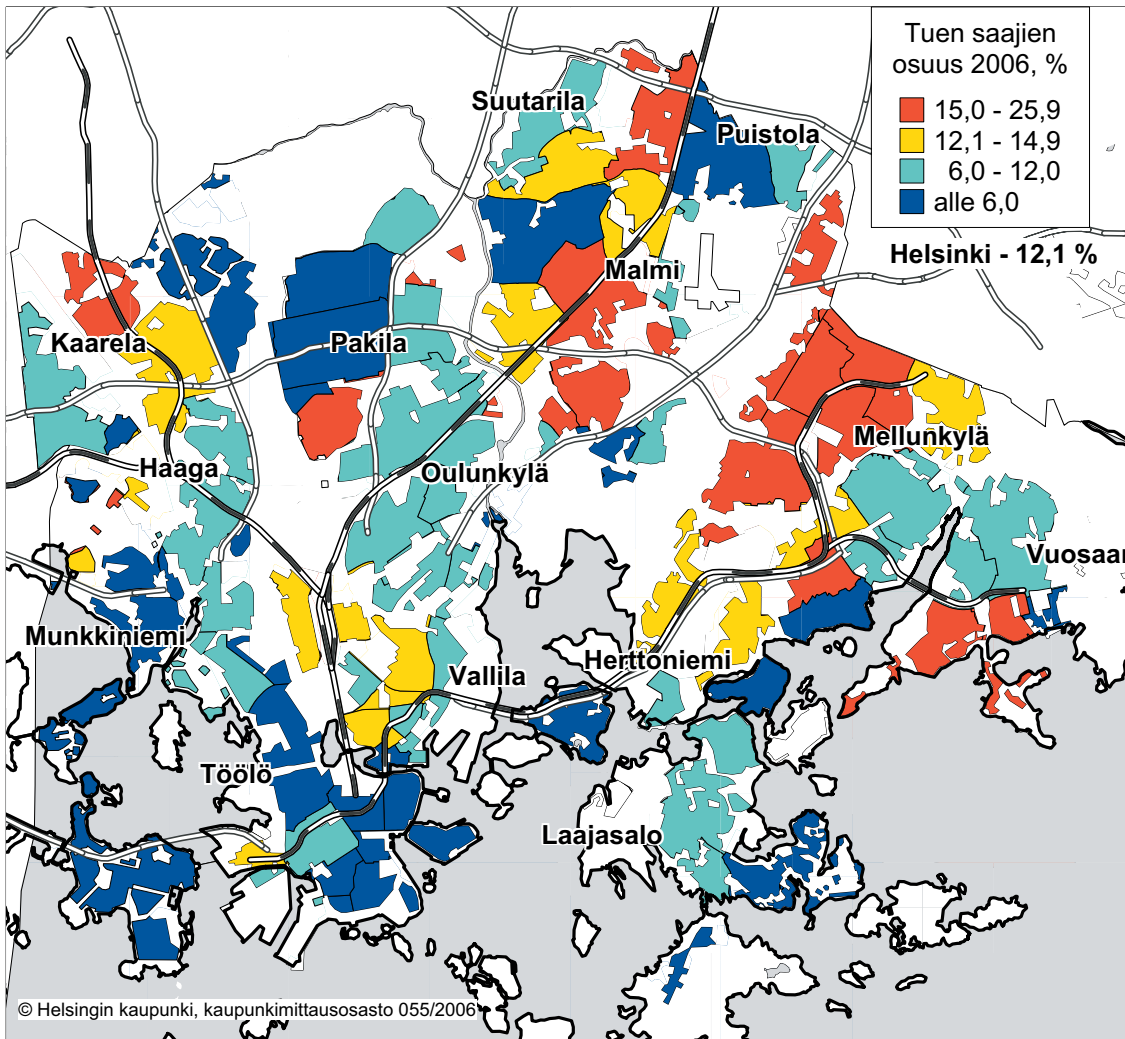 Tuen saajien
osuus 2006, %
15,0 - 25,9
12,1 - 14,9
6,0 - 12,0
alle 6,0
Suutarila
Puistola
Helsinki - 12,1 %
Malmi
Kaarela
Pakila
Mellunkylä
Haaga
Oulunkylä
Vuosaar
Munkkiniemi
Herttoniemi
Vallila
Töölö
Laajasalo
© Helsingin kaupunki, kaupunkimittausosasto 055/2006